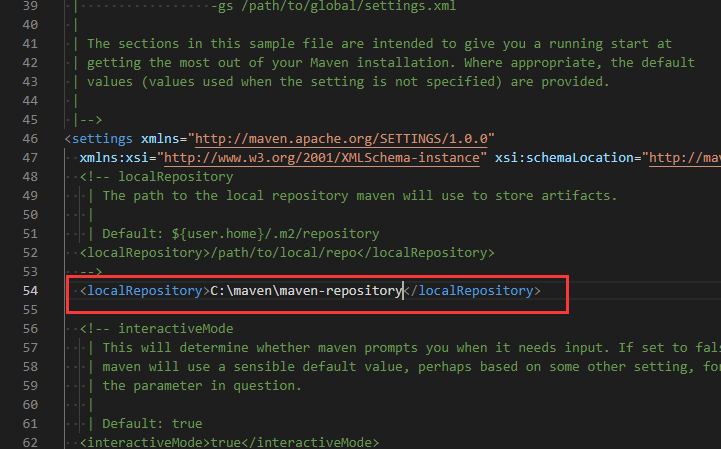 39 | -gs /path/to/global/settings.xml
40 |
41 | The sections in this sample file are intended to give you a running start at
42 | getting the most out of your Maven installation. Where appropriate, the default
43 | values (values used when the setting is not specified) are provided.
44 |
45 |-->
46 <settings xmlns="http://maven.apache.org/SETTINGS/1.0.0"
47 xmlns:xsi="http://www.w3.org/2001/XMLSchema-instance" xsi:schemaLocation="http://mav
48 <!-- localRepository
49 | The path to the local repository maven will use to store artifacts.
50 |
51 | Default: ${user.home}/.m2/repository
52 <localRepository>/path/to/local/repo</localRepository>
53 -->
54 <localRepository>C:\maven\maven-repository</localRepository>
55
56 <!-- interactiveMode
57 | This will determine whether maven prompts you when it needs input. If set to fals
58 | maven will use a sensible default value, perhaps based on some other setting, for
59 | the parameter in question.
60 |
61 | Default: true
62 <interactiveMode>true</interactiveMode>